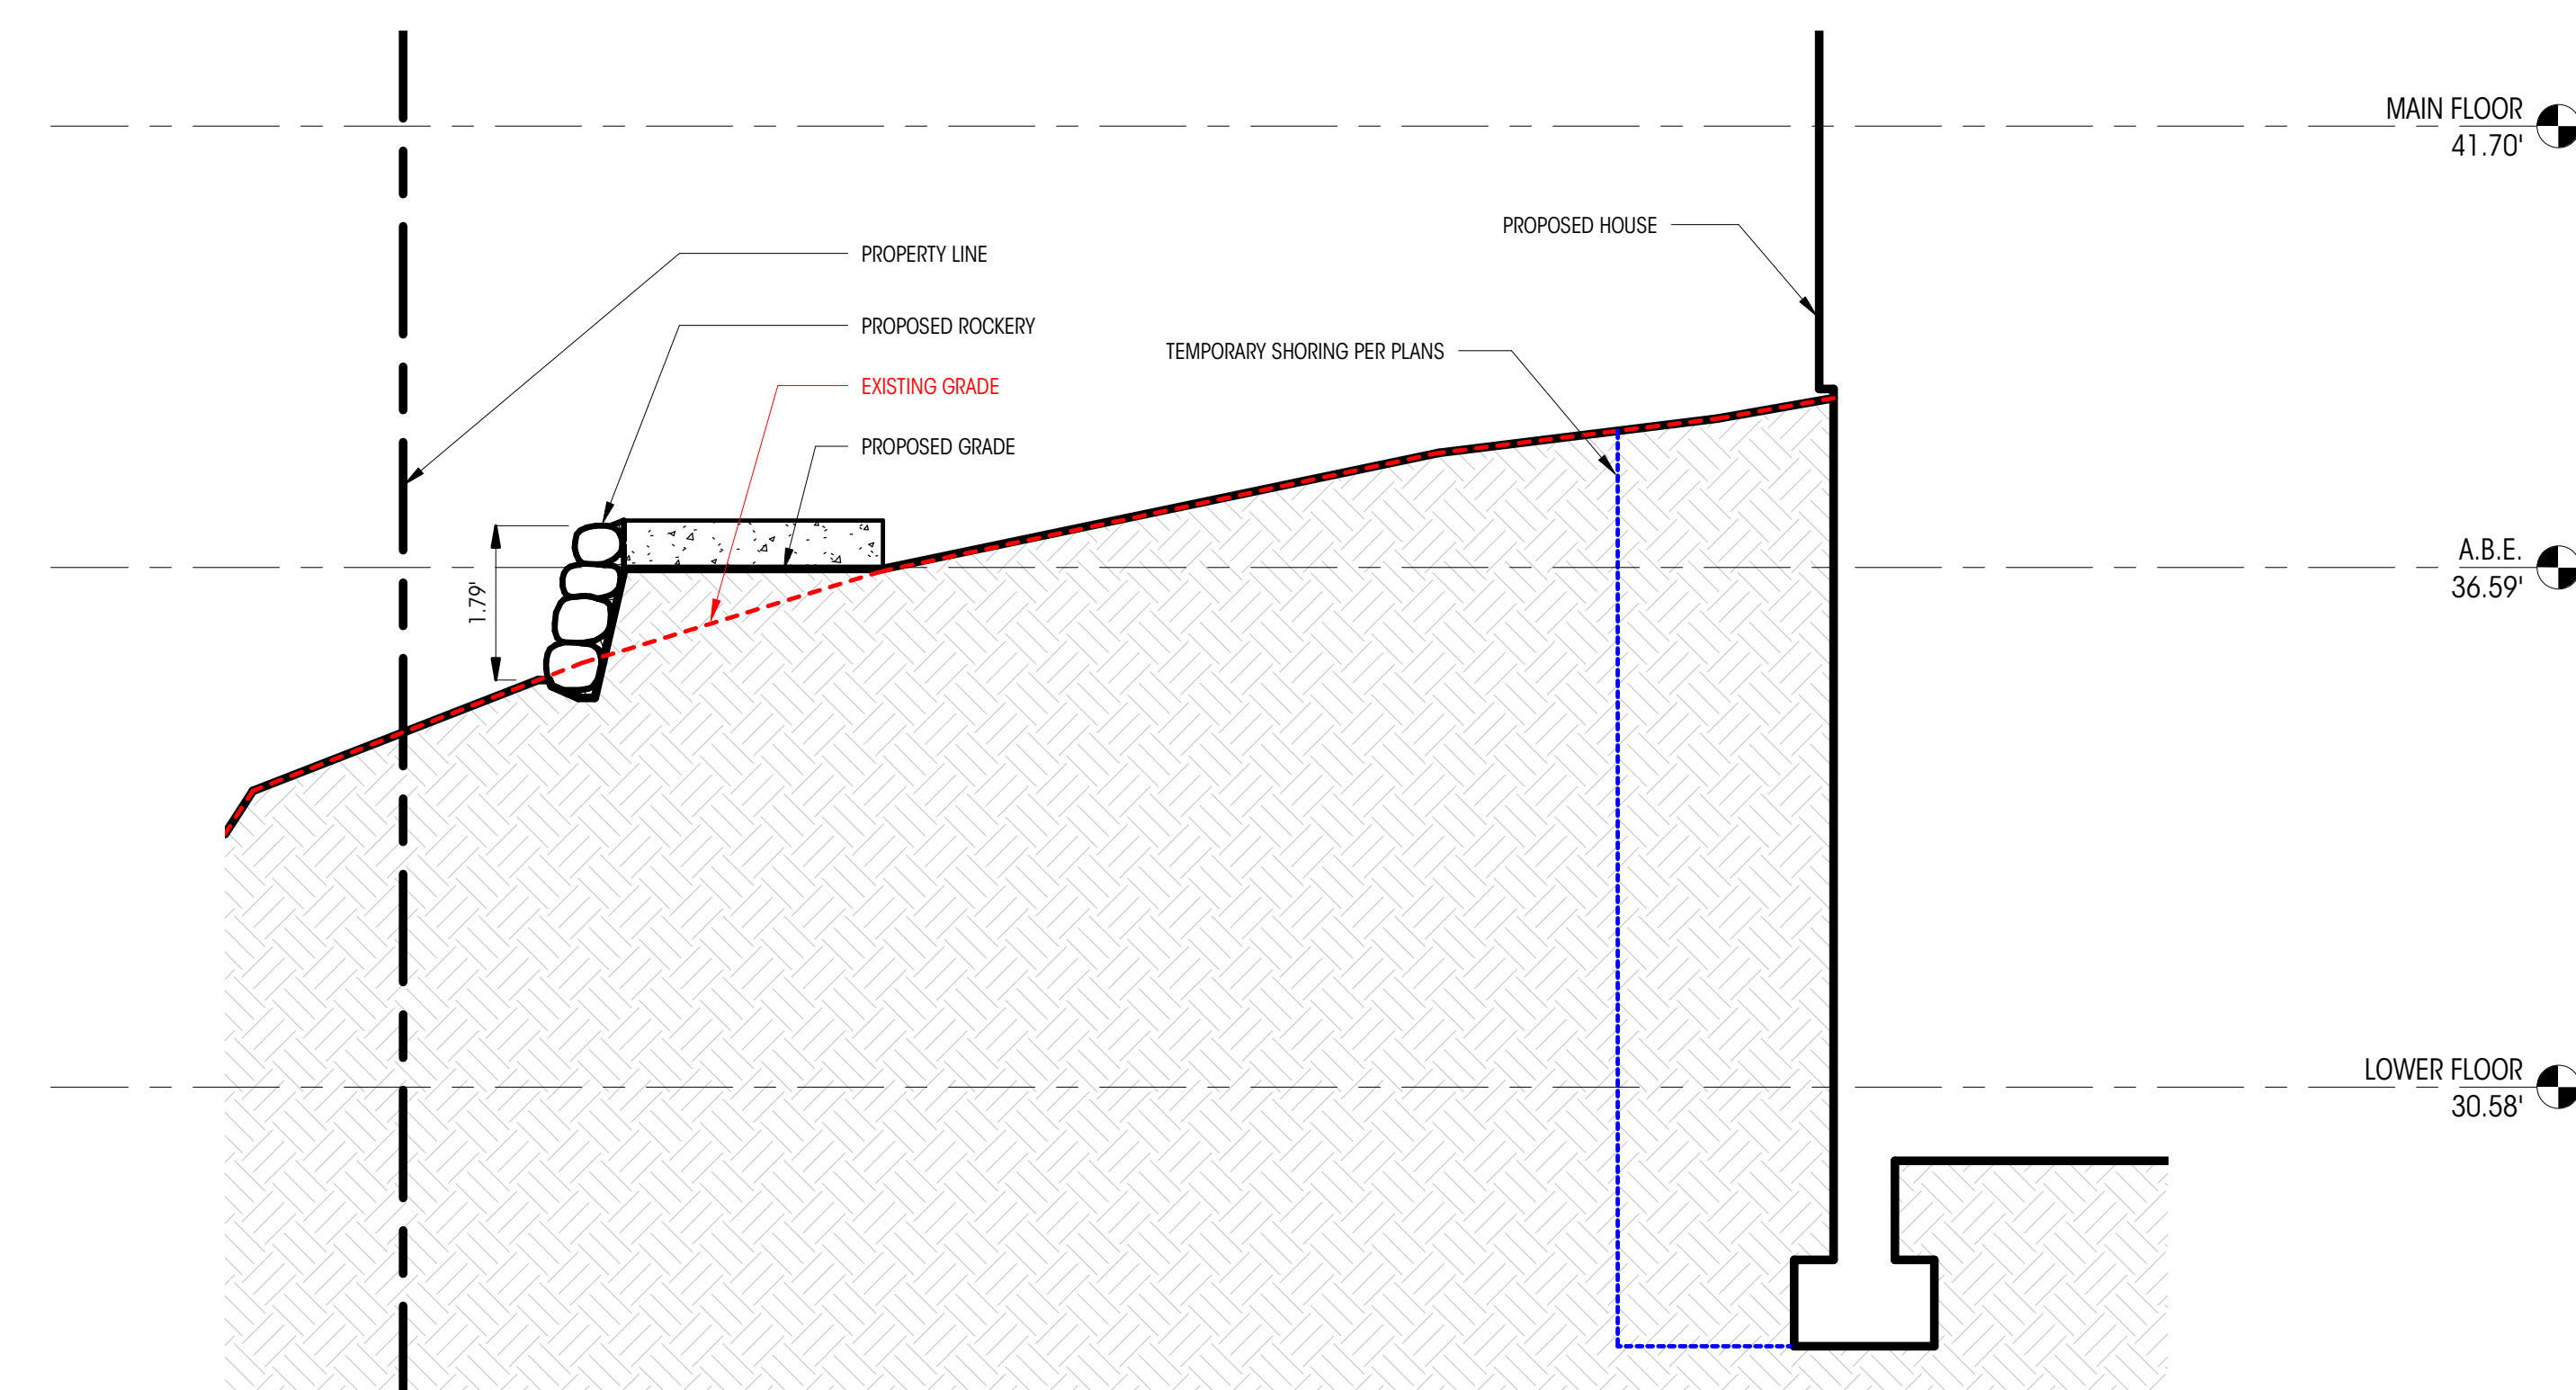 MAIN FLOOR
41.70'
PROPOSED HOUSE
PROPERTY LINE
PROPOSED ROCKERY
TEMPORARY SHORING PER PLANS
EXISTING GRADE
PROPOSED GRADE
A.B.E.
36.59'
1.79'
LOWER FLOOR
30.58'